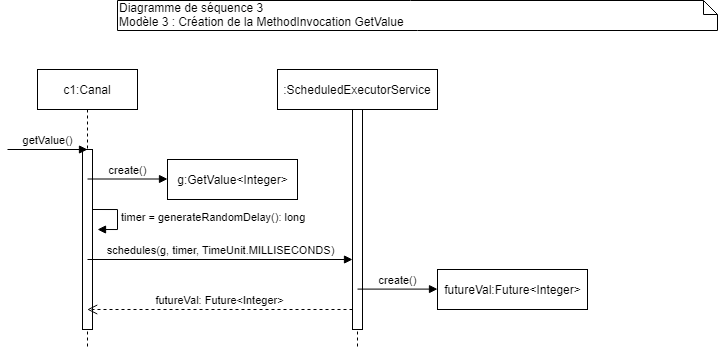 Diagramme de séquence 3
Modèle 3 : Création de la MethodInvocation GetValue
c1:Canal
:ScheduledExecutorService
getValue()
create()
g:GetValue<Integer>
timer = generateRandomDelay(): long
schedules(g, timer, TimeUnit.MILLISECONDS)
create()
futureVal:Future<Integer>
futureVal: Future<Integer>